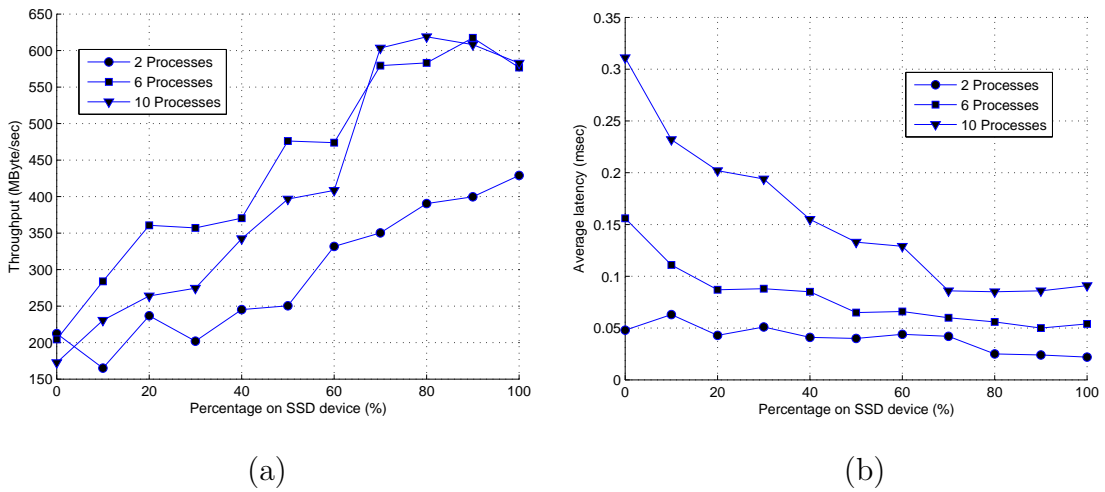 650
600
550
500
450
400
350
300
250
200
150
0
20
40
60
80
100
Throughput (MByte/sec)
Percentage on SSD device (%)
2 Processes
6 Processes
10 Processes
(a)
0.35
0.3
0.25
0.2
0.15
0.1
0.05
0
0
20
40
60
80
100
Average latency (msec)
Percentage on SSD device (%)
2 Processes
6 Processes
10 Processes
(b)